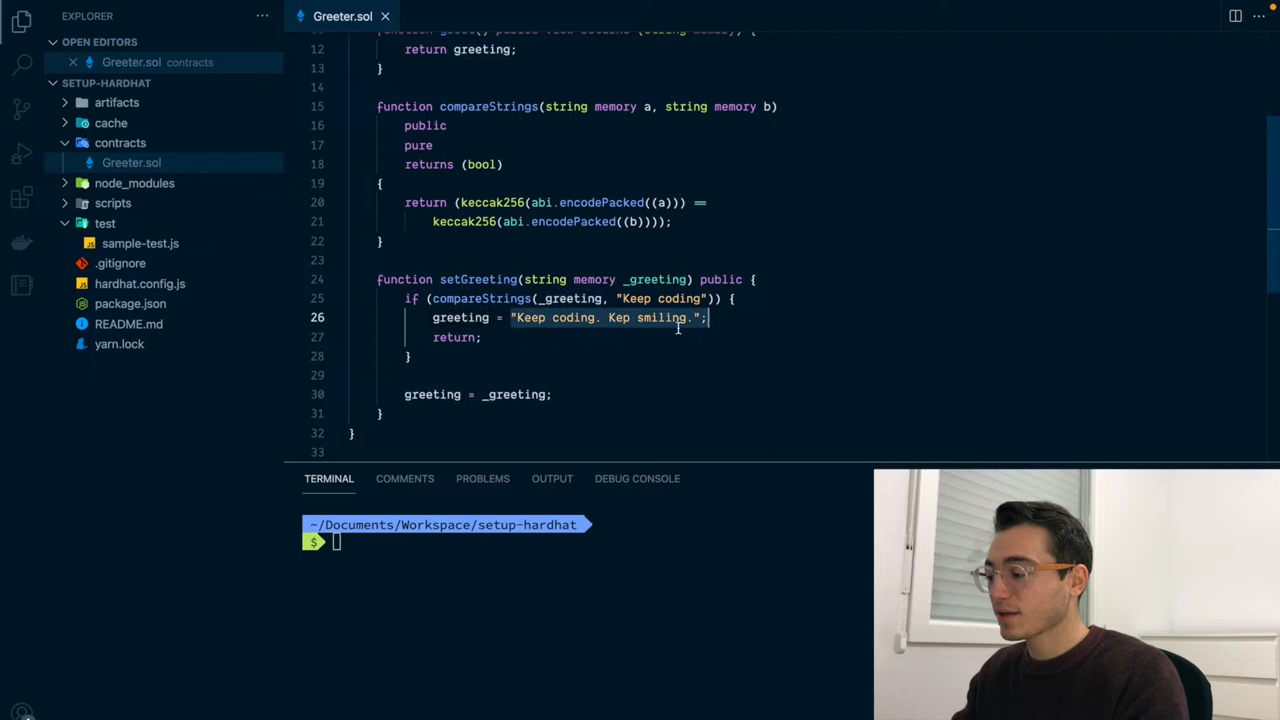 EXPLORER
OPEN EDITORS
Greeter.sol contracts
SETUP-HARDHAT
artifacts
cache
contracts
Greeter.sol
node_modules
scripts
test
JS sample-test.js
.gitignore
JS hardhat.config.js
package.json
README.md
yarn.lock
Greeter.sol
12 return greeting;
13 }
14
15 function compareStrings(string memory a, string memory b)
16 public
17 pure
18 returns (bool)
19 {
20 return (keccak256(abi.encodePacked((a))) ==
21 keccak256(abi.encodePacked((b))));
22 }
23
24 function setGreeting(string memory _greeting) public {
25 if (compareStrings(_greeting, "Keep coding")) {
26 greeting = "Keep coding. Kep smiling.";
27 return;
28 }
29
30 greeting = _greeting;
31 }
32 }
33
TERMINAL COMMENTS PROBLEMS OUTPUT DEBUG CONSOLE
~/Documents/Workspace/setup-hardhat
$